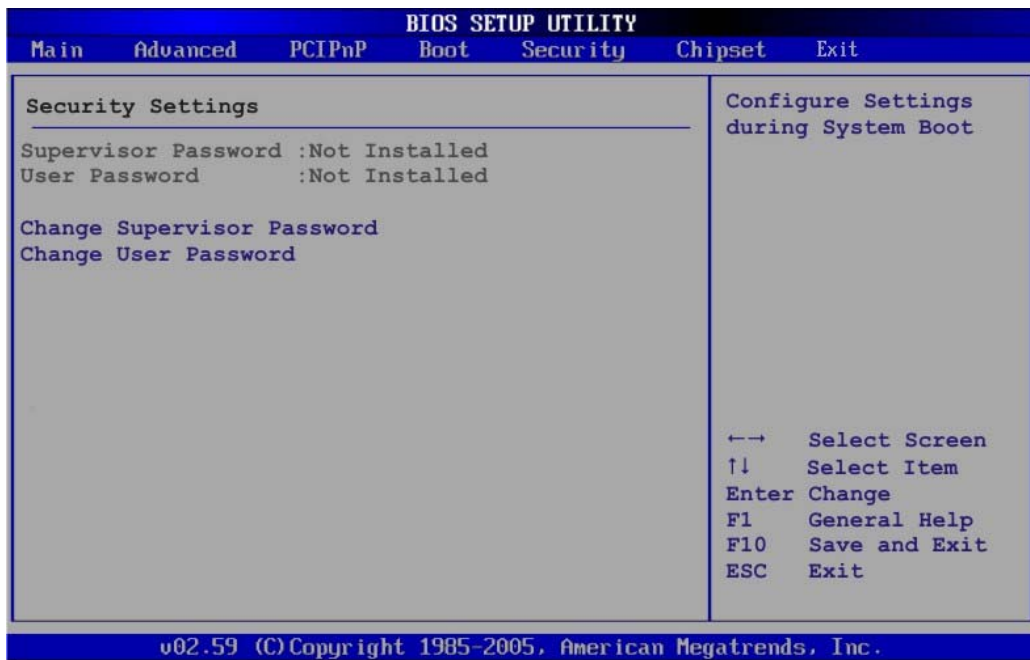 BIOS SETUP UTILITY
Main Advanced PCIPnP Boot Security Chipset Exit
Security Settings
Supervisor Password :Not Installed
User Password :Not Installed
Change Supervisor Password
Change User Password
Configure Settings
during System Boot
←→ Select Screen
↑↓ Select Item
Enter Change
F1 General Help
F10 Save and Exit
ESC Exit
v02.59 (C)Copyright 1985-2005, American Megatrends, Inc.